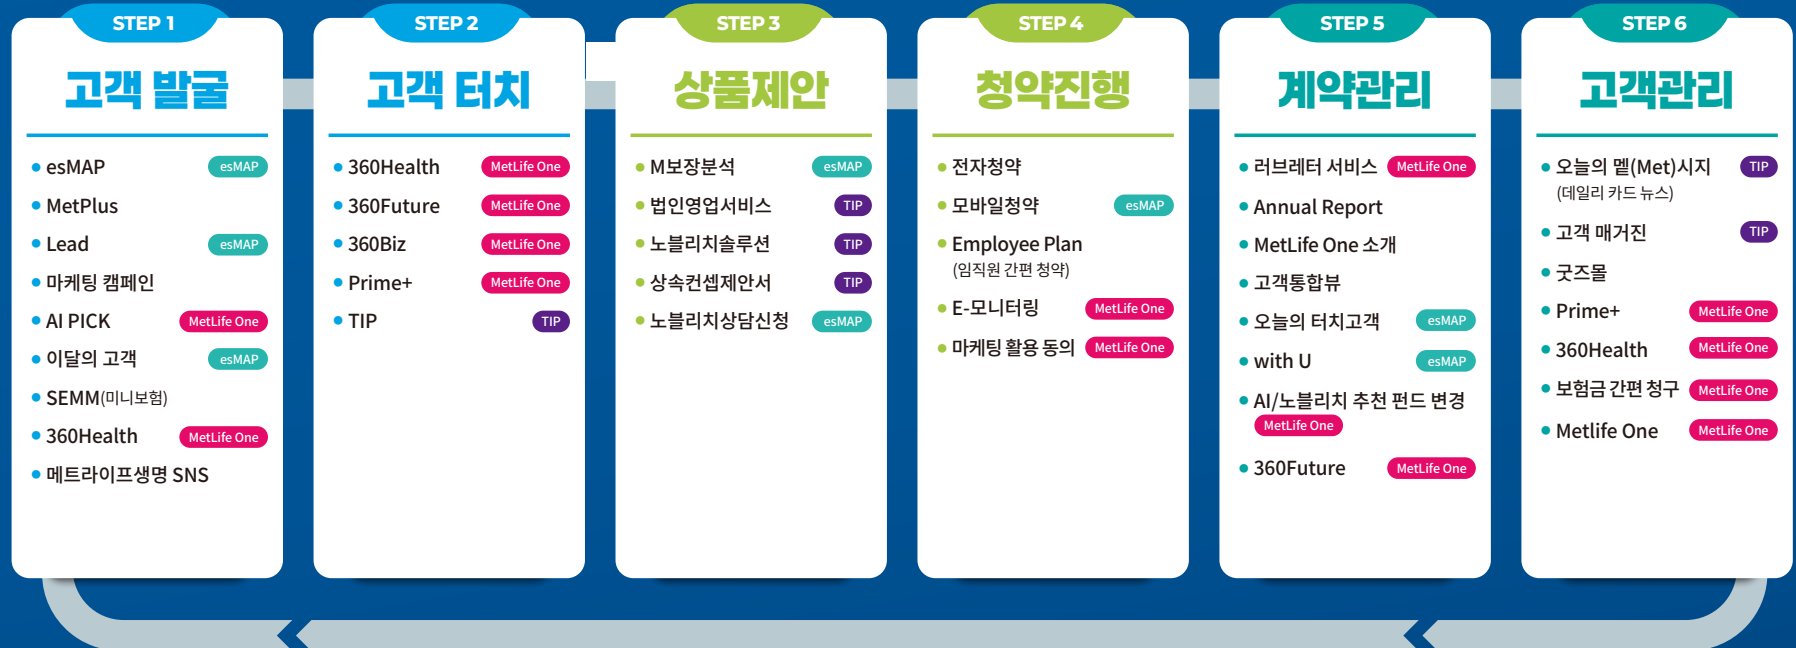 STEP 1
고객 발굴
esMAP esMAP
MetPlus
Lead esMAP
마케팅 캠페인
AI PICK MetLife One
이달의 고객 esMAP
SEMM(미니보험)
360Health MetLife One
메트라이프생명 SNS
STEP 2
고객 터치
360Health MetLife One
360Future MetLife One
360Biz MetLife One
Prime+ MetLife One
TIP TIP
STEP 3
상품제안
M보장분석 esMAP
법인영업서비스 TIP
노블리치솔루션 TIP
상속컨셉제안서 TIP
노블리치상담신청 esMAP
STEP 4
청약진행
전자청약
모바일청약 esMAP
Employee Plan
(임직원 간편 청약)
E-모니터링 MetLife One
마케팅 활용 동의 MetLife One
STEP 5
계약관리
러브레터 서비스 MetLife One
Annual Report
MetLife One 소개
고객통합뷰
오늘의 터치고객 esMAP
with U esMAP
AI/노블리치 추천 펀드 변경
MetLife One
360Future MetLife One
STEP 6
고객관리
오늘의 멭(Met)시지 TIP
(데일리 카드 뉴스)
고객 매거진 TIP
굿즈몰
Prime+ MetLife One
360Health MetLife One
보험금 간편 청구 MetLife One
Metlife One MetLife One